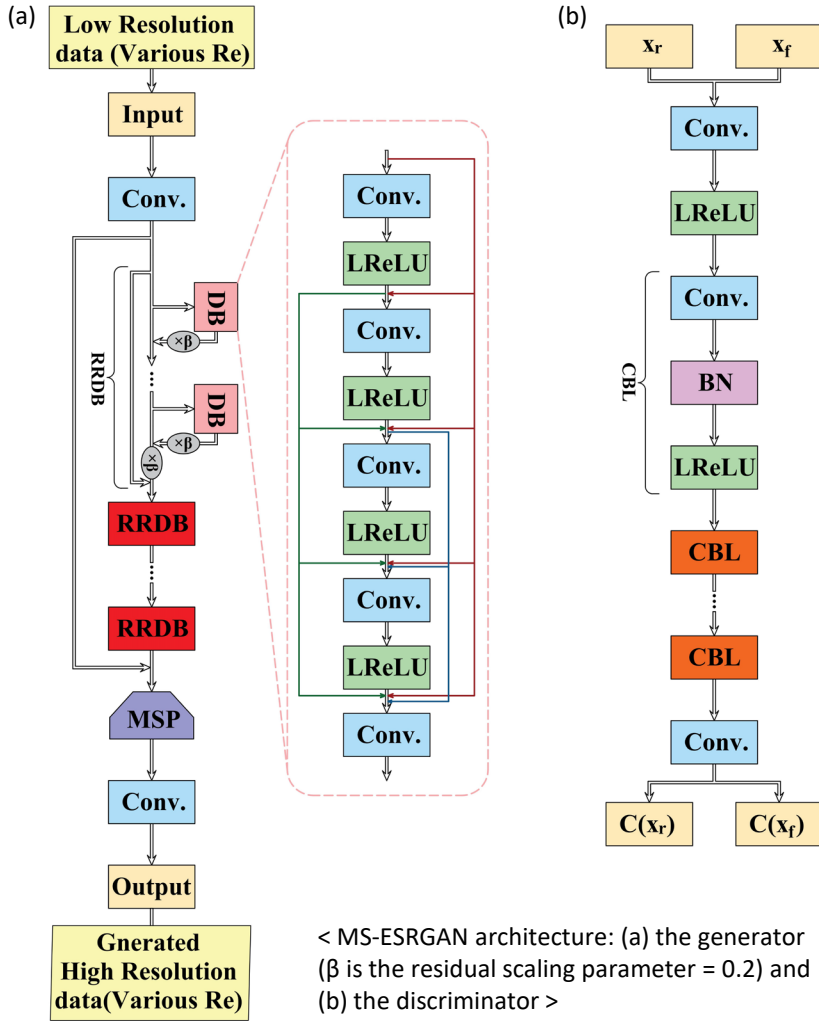 (a)
Low Resolution
data (Various Re)
Input
Conv.
RRDB
DB
×β
...
DB
×β
×β
RRDB
......
RRDB
MSP
Conv.
Output
Gnerated
High Resolution
data(Various Re)
Conv.
LReLU
Conv.
LReLU
Conv.
LReLU
Conv.
LReLU
Conv.
(b)
xr
xf
Conv.
LReLU
CBL
Conv.
BN
LReLU
CBL
......
CBL
Conv.
C(xr)
C(xf)
< MS-ESRGAN architecture: (a) the generator
(β is the residual scaling parameter = 0.2) and
(b) the discriminator >